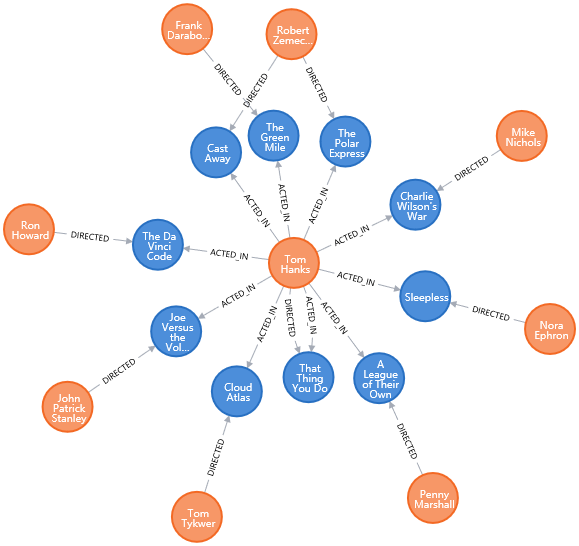 Frank
Darabo...
Robert
Zemec...
DIRECTED
DIRECTED
DIRECTED
The
Green
Mile
The
Polar
Express
Cast
Away
Mike
Nichols
DIRECTED
Charlie
Wilson's
War
ACTED_IN
ACTED_IN
ACTED_IN
ACTED_IN
Ron
Howard
DIRECTED
The Da
Vinci
Code
ACTED_IN
Tom
Hanks
ACTED_IN
Sleepless
DIRECTED
Nora
Ephron
ACTED_IN
Joe
Versus
the
Vol...
ACTED_IN
DIRECTED
ACTED_IN
ACTED_IN
DIRECTED
John
Patrick
Stanley
Cloud
Atlas
That
Thing
You Do
A
League
of Their
Own
DIRECTED
DIRECTED
Tom
Tykwer
Penny
Marshall